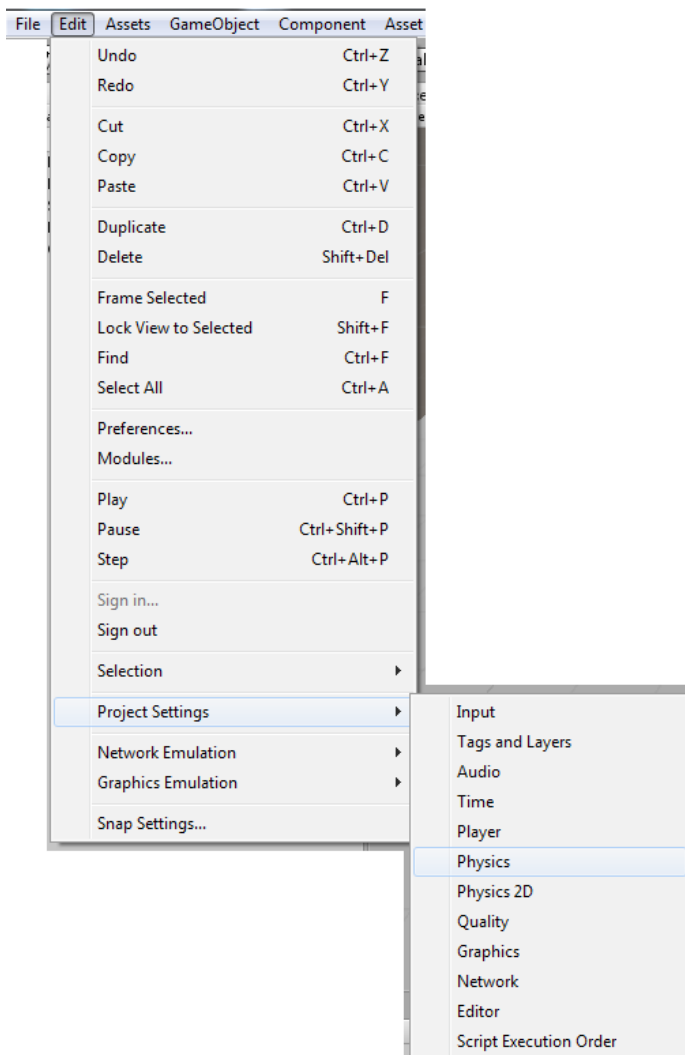 File Edit Assets GameObject Component Asset
Undo Ctrl+Z
Redo Ctrl+Y
Cut Ctrl+X
Copy Ctrl+C
Paste Ctrl+V
Duplicate Ctrl+D
Delete Shift+Del
Frame Selected F
Lock View to Selected Shift+F
Find Ctrl+F
Select All Ctrl+A
Preferences...
Modules...
Play Ctrl+P
Pause Ctrl+Shift+P
Step Ctrl+Alt+P
Sign in...
Sign out
Selection
Project Settings
Network Emulation
Graphics Emulation
Snap Settings...
Input
Tags and Layers
Audio
Time
Player
Physics
Physics 2D
Quality
Graphics
Network
Editor
Script Execution Order